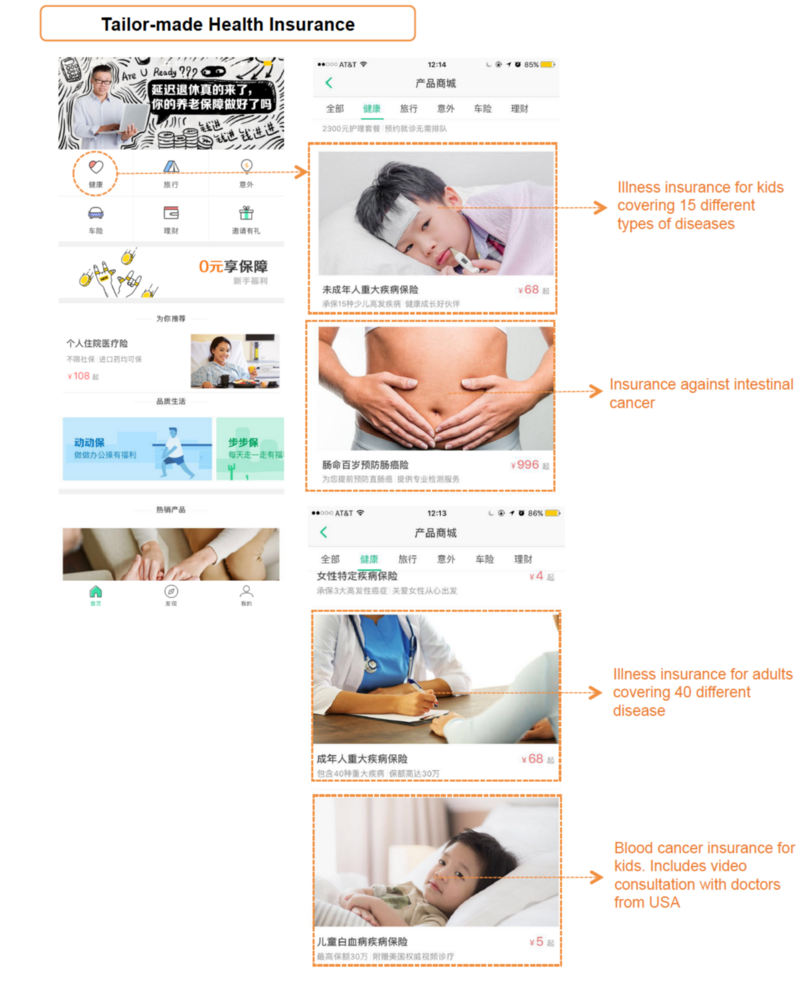 Tailor-made Health Insurance
Are U Ready ???
延迟退休真的来了，
你的养老保障做好了吗
健康
旅行
意外
车险
理财
邀请有礼
0元享保障
新手福利
为你推荐
个人住院医疗险
不限社保 进口药均可保
¥108 起
品质生活
动动保
做做办公操有福利
步步保
每天走一走有福
热销产品
首页
发现
我的
AT&T 12:14 85%
产品商城
全部 健康 旅行 意外 车险 理财
2300元护理套餐 预约就诊无需排队
未成年人重大疾病保险 ¥68 起
承保15种少儿高发疾病 健康成长好伙伴
Illness insurance for kids
covering 15 different
types of diseases
肠命百岁预防肠癌险 ¥996 起
为您提前预防直肠癌 提供专业检测服务
Insurance against intestinal
cancer
AT&T 12:13 86%
产品商城
全部 健康 旅行 意外 车险 理财
女性特定疾病保险 ¥4 起
承保3大高发性癌症 关爱女性从心出发
成年人重大疾病保险 ¥68 起
包含40种重大疾病 保额高达30万
Illness insurance for adults
covering 40 different
disease
儿童白血病疾病保险 ¥5 起
最高保额30万 附赠美国权威视频诊疗
Blood cancer insurance for
kids. Includes video
consultation with doctors
from USA